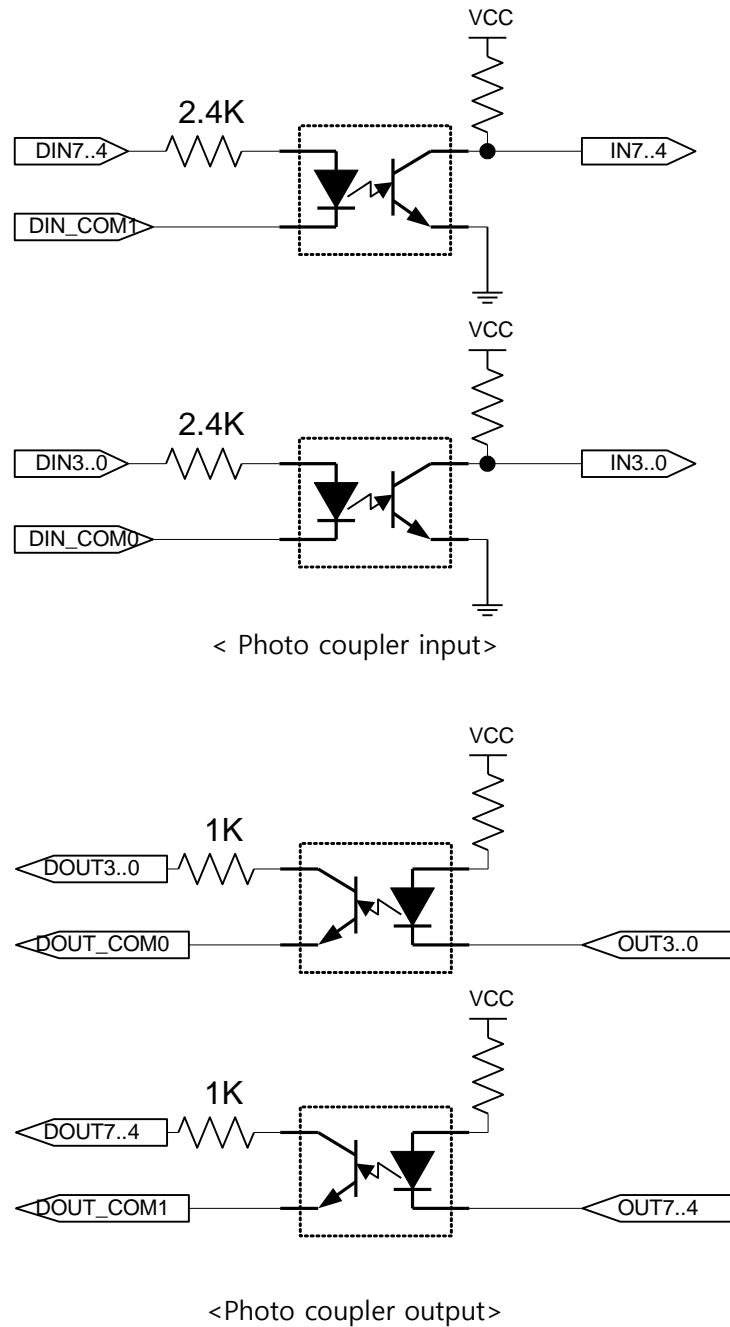 VCC
2.4K
DIN7..4
IN7..4
DIN_COM1
VCC
2.4K
DIN3..0
IN3..0
DIN_COM0
< Photo coupler input>
VCC
1K
DOUT3..0
DOUT_COM0
OUT3..0
VCC
1K
DOUT7..4
DOUT_COM1
OUT7..4
<Photo coupler output>